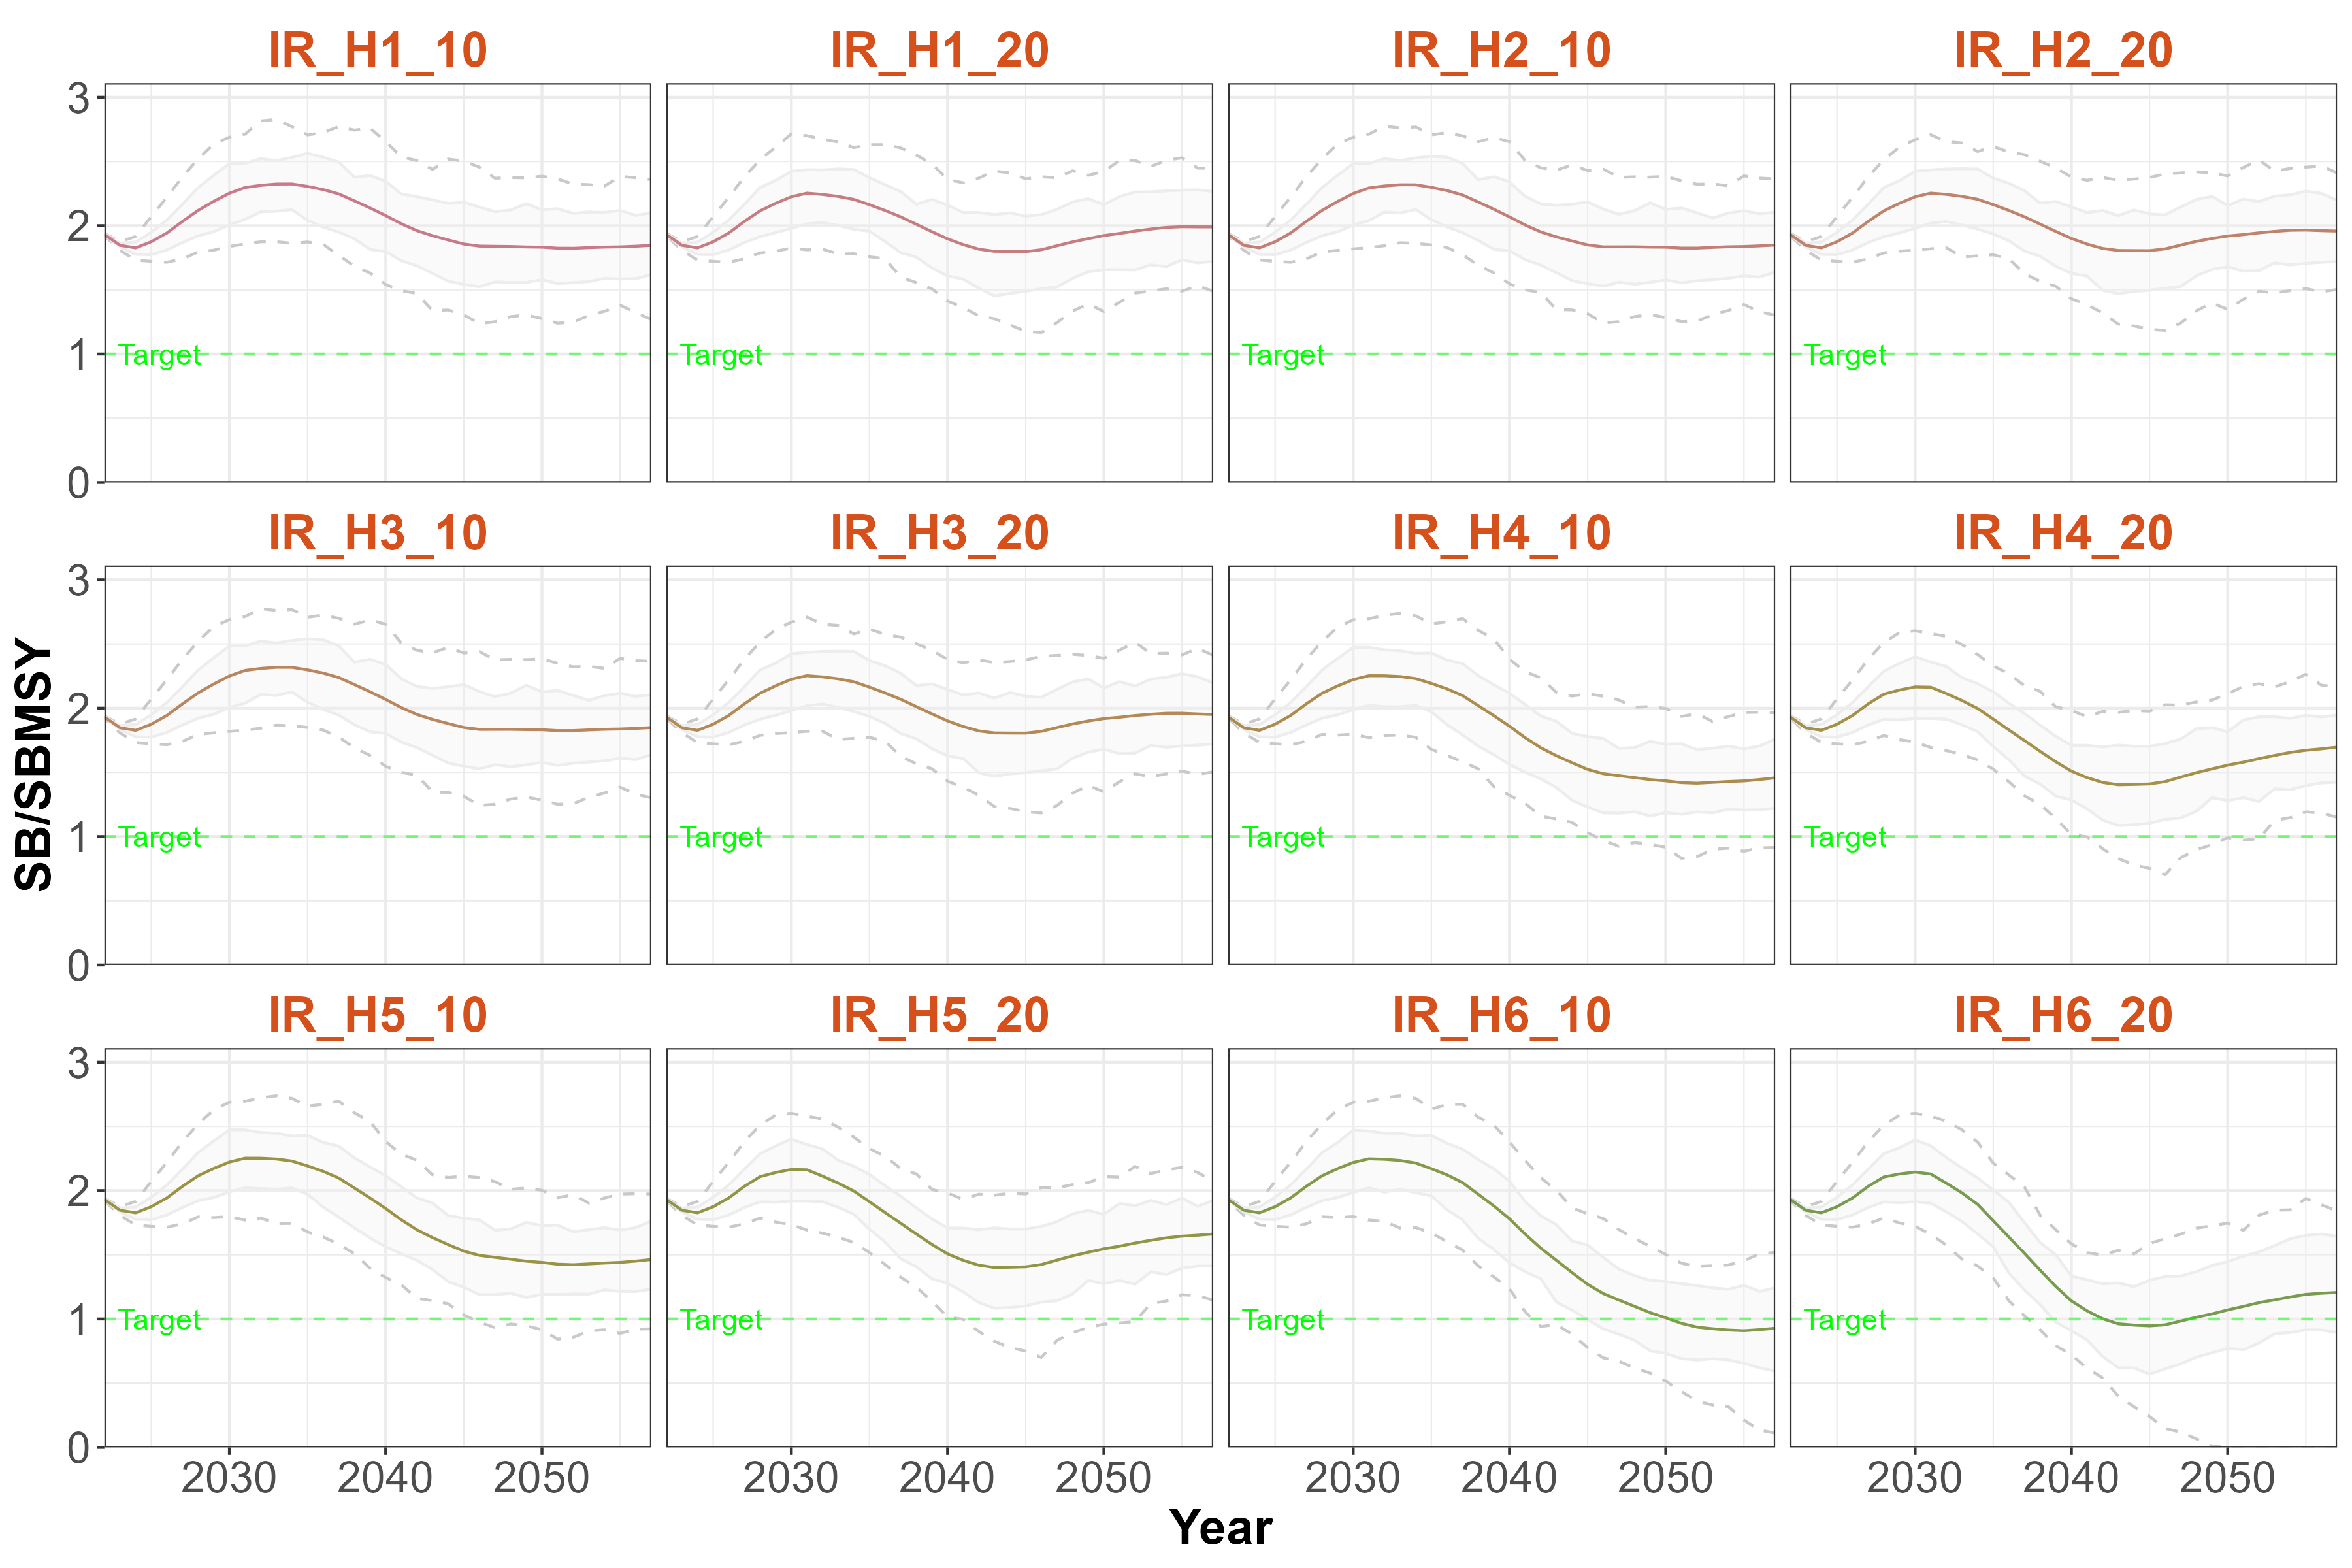 IR_H1_10 IR_H1_20 IR_H2_10 IR_H2_20
3
2
1
0
Target Target Target Target
IR_H3_10 IR_H3_20 IR_H4_10 IR_H4_20
3
2
1
0
Target Target Target Target
SB/SBMSY
IR_H5_10 IR_H5_20 IR_H6_10 IR_H6_20
3
2
1
0
Target Target Target Target
2030 2040 2050 2030 2040 2050 2030 2040 2050 2030 2040 2050
Year